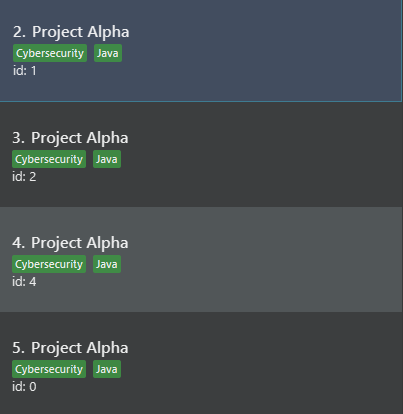 2. Project Alpha
Cybersecurity Java
id: 1
3. Project Alpha
Cybersecurity Java
id: 2
4. Project Alpha
Cybersecurity Java
id: 4
5. Project Alpha
Cybersecurity Java
id: 0